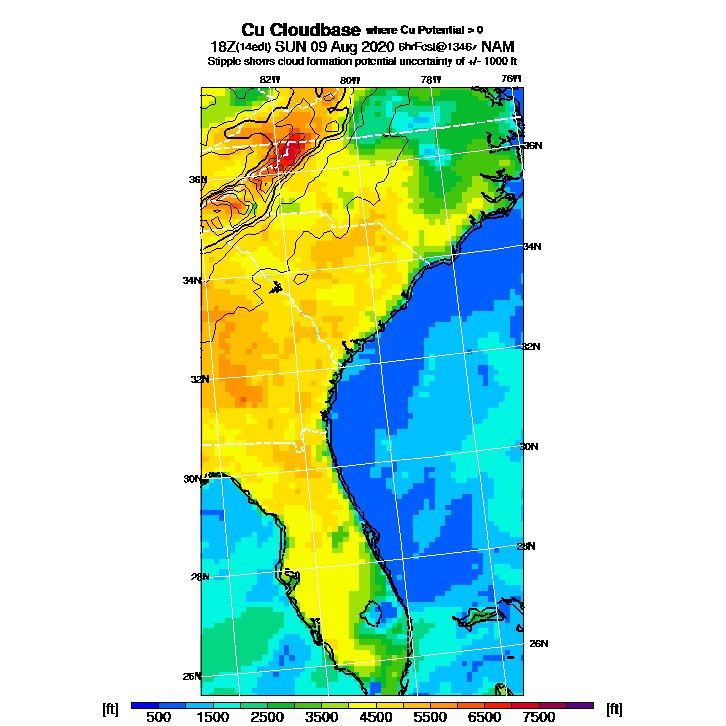 Cu Cloudbase where Cu Potential > 0
18Z(14edt) SUN 09 Aug 2020 6hrFcst@1346z NAM
Stipple shows cloud formation potential uncertainty of +/- 1000 ft
82W 80W 78W 76W
36N 36N
34N 34N
32N 32N
30N 30N
28N 28N
26N 26N
[ft] 500 1500 2500 3500 4500 5500 6500 7500 [ft]